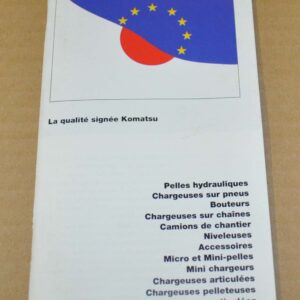 La qualité signée Komatsu
Pelles hydrauliques
Chargeuses sur pneus
Bouteurs
Chargeuses sur chaînes
Camions de chantier
Niveleuses
Accessoires
Micro et Mini-pelles
Mini chargeurs
Chargeuses articulées
Chargeuses pelleteuses